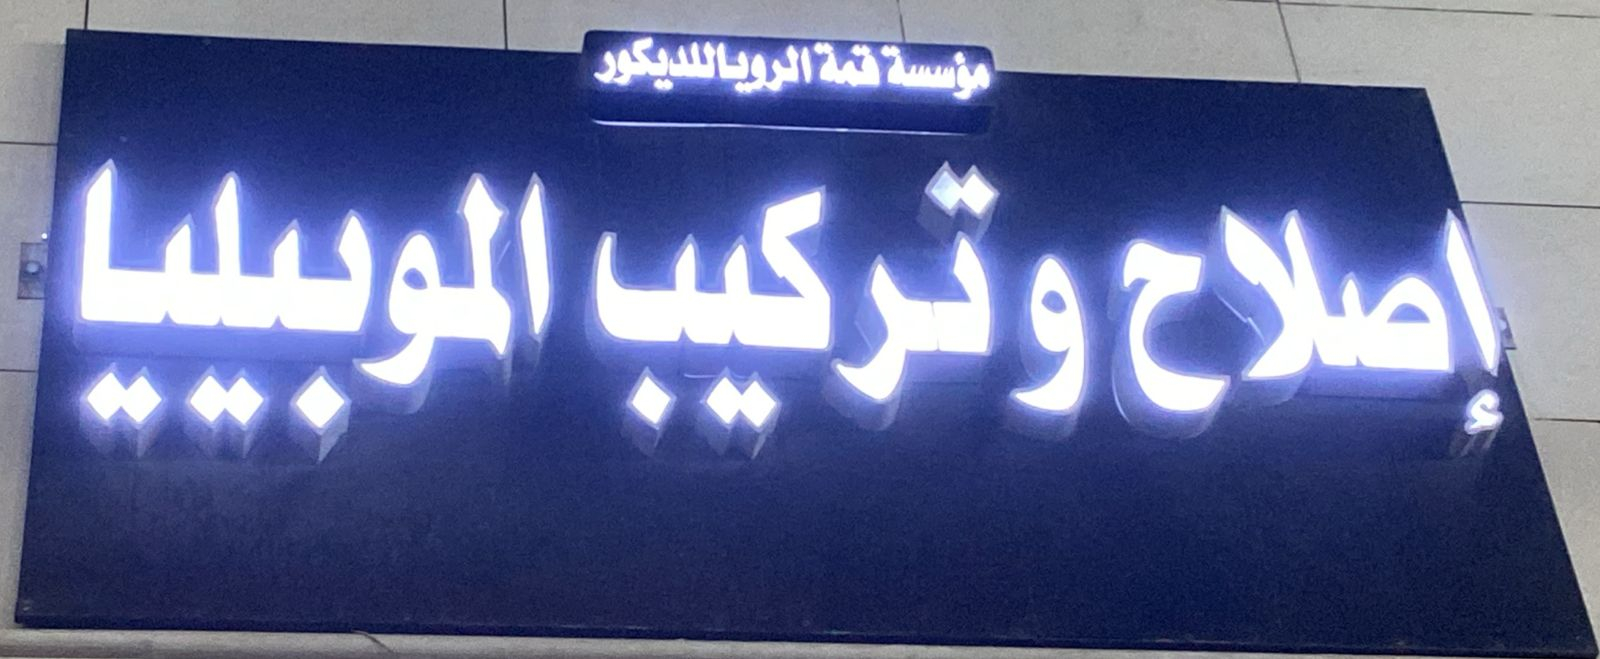 مؤسسة قمة الرويا للديكور
إصلاح وتركيب الموبيليا